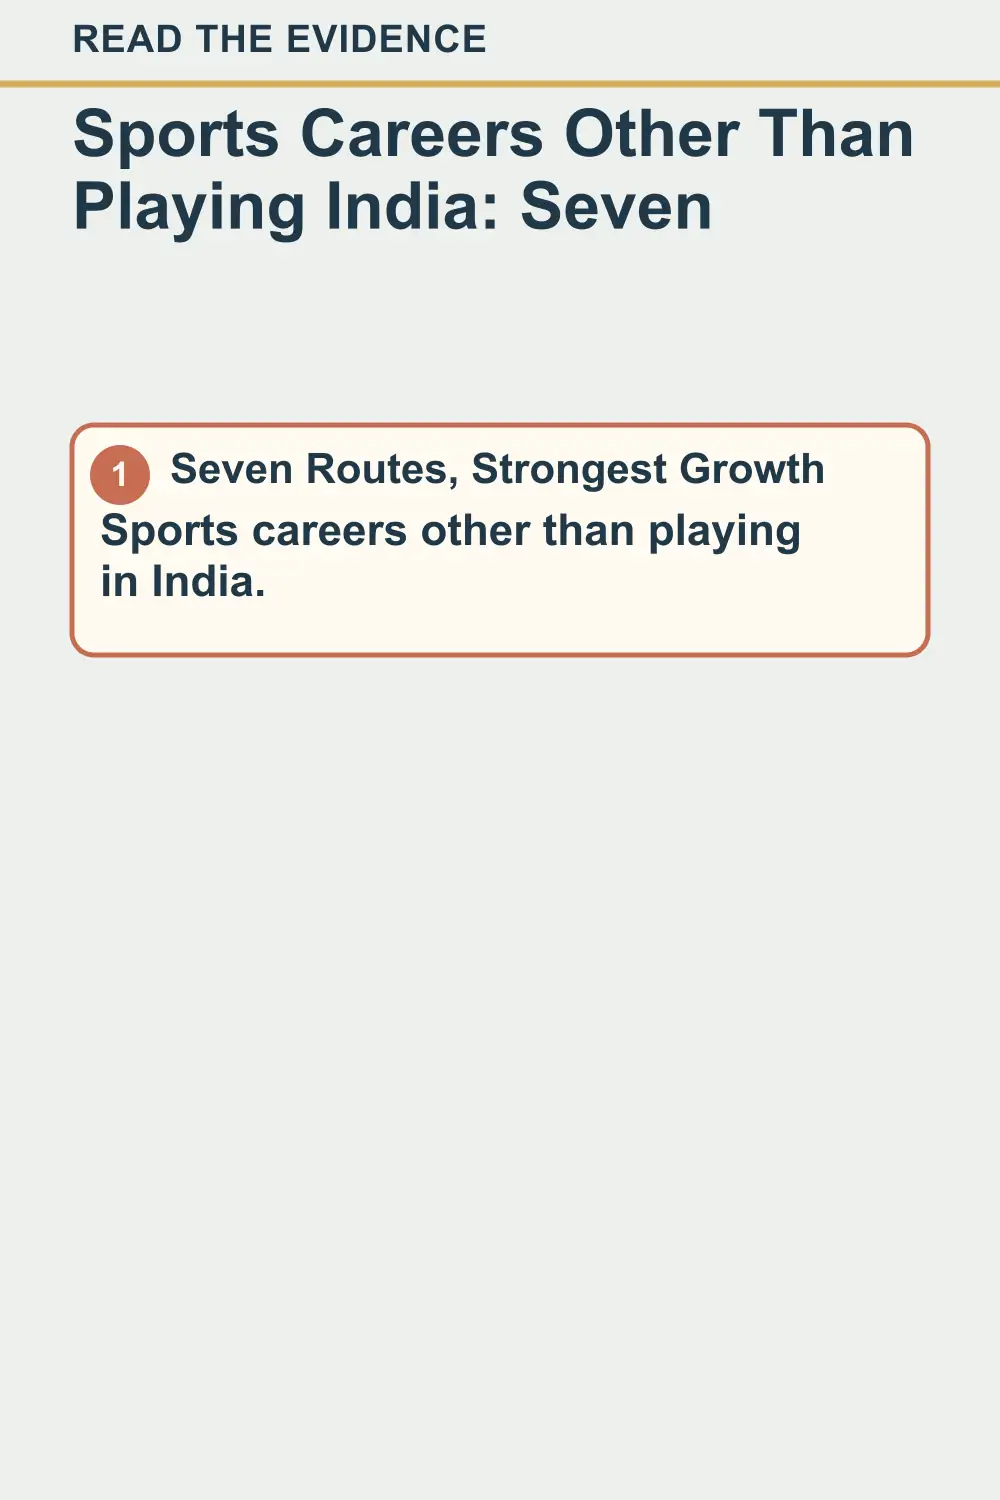 READ THE EVIDENCE
Sports Careers Other Than
Playing India: Seven
1 Seven Routes, Strongest Growth
Sports careers other than playing
in India.